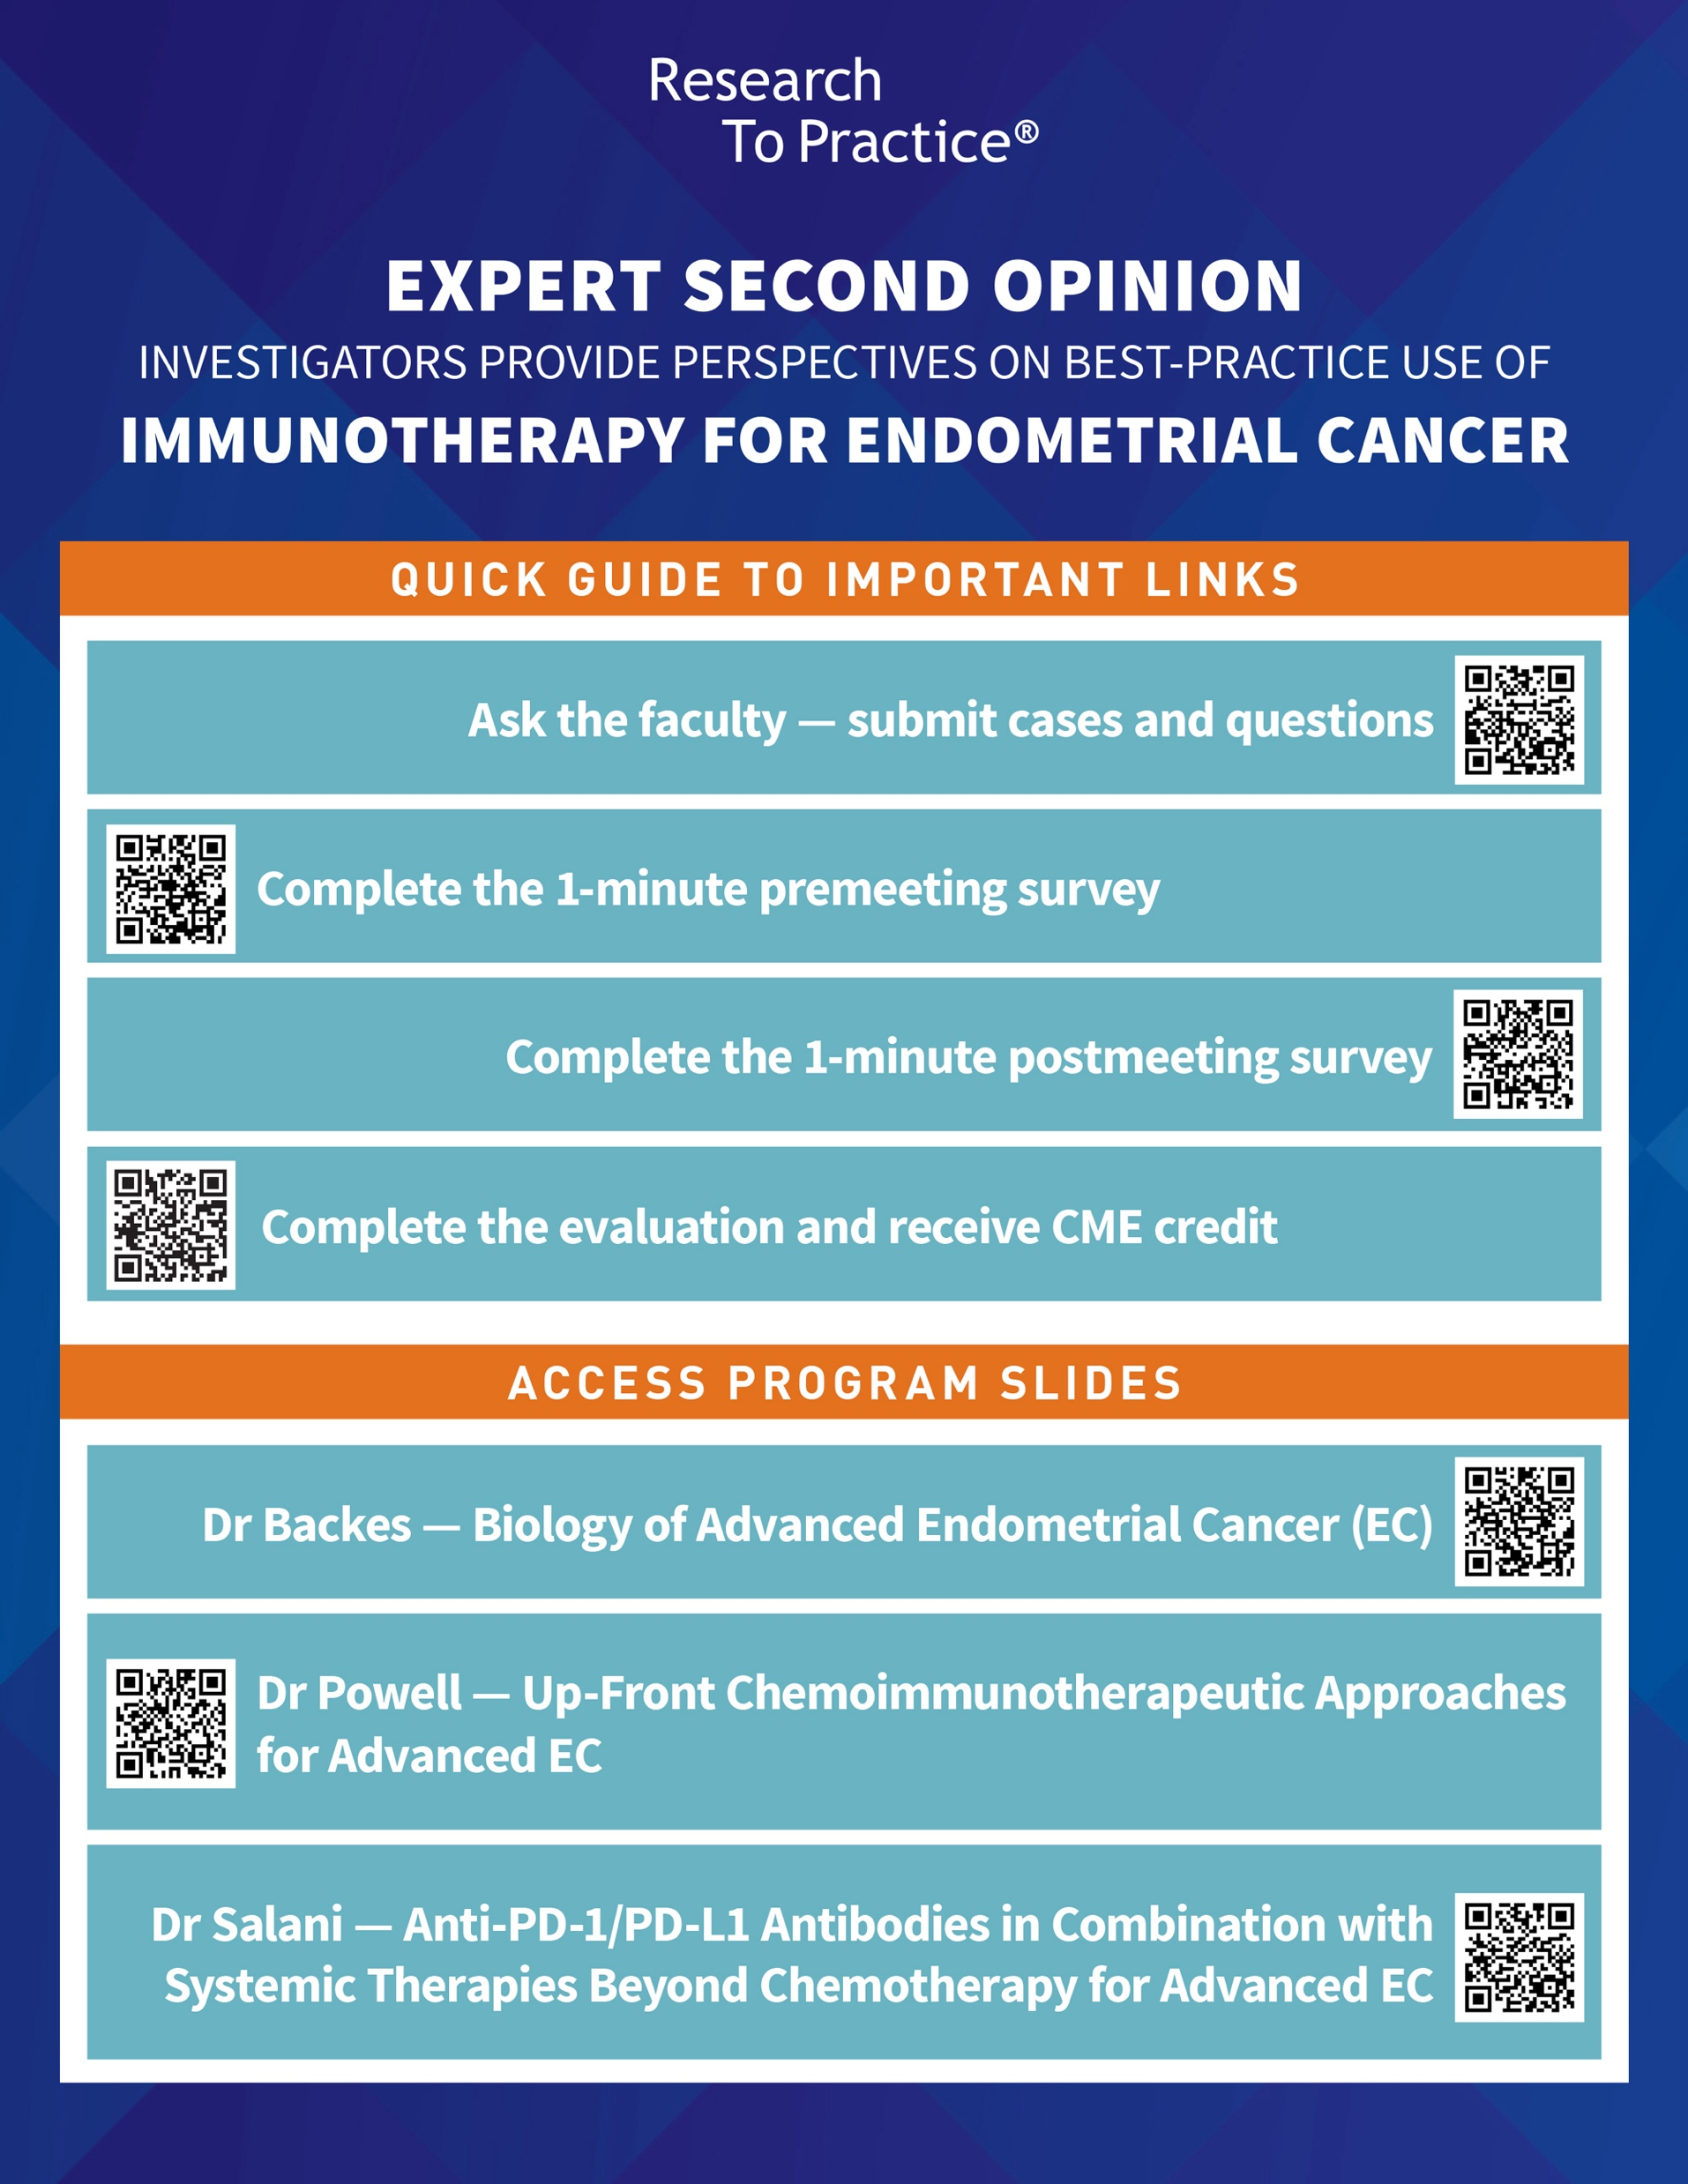 Research
To Practice®
EXPERT SECOND OPINION
INVESTIGATORS PROVIDE PERSPECTIVES ON BEST-PRACTICE USE OF
IMMUNOTHERAPY FOR ENDOMETRIAL CANCER
QUICK GUIDE TO IMPORTANT LINKS
Ask the faculty — submit cases and questions
Complete the 1-minute premeeting survey
Complete the 1-minute postmeeting survey
Complete the evaluation and receive CME credit
ACCESS PROGRAM SLIDES
Dr Backes — Biology of Advanced Endometrial Cancer (EC)
Dr Powell — Up-Front Chemoimmunotherapeutic Approaches
for Advanced EC
Dr Salani — Anti-PD-1/PD-L1 Antibodies in Combination with
Systemic Therapies Beyond Chemotherapy for Advanced EC